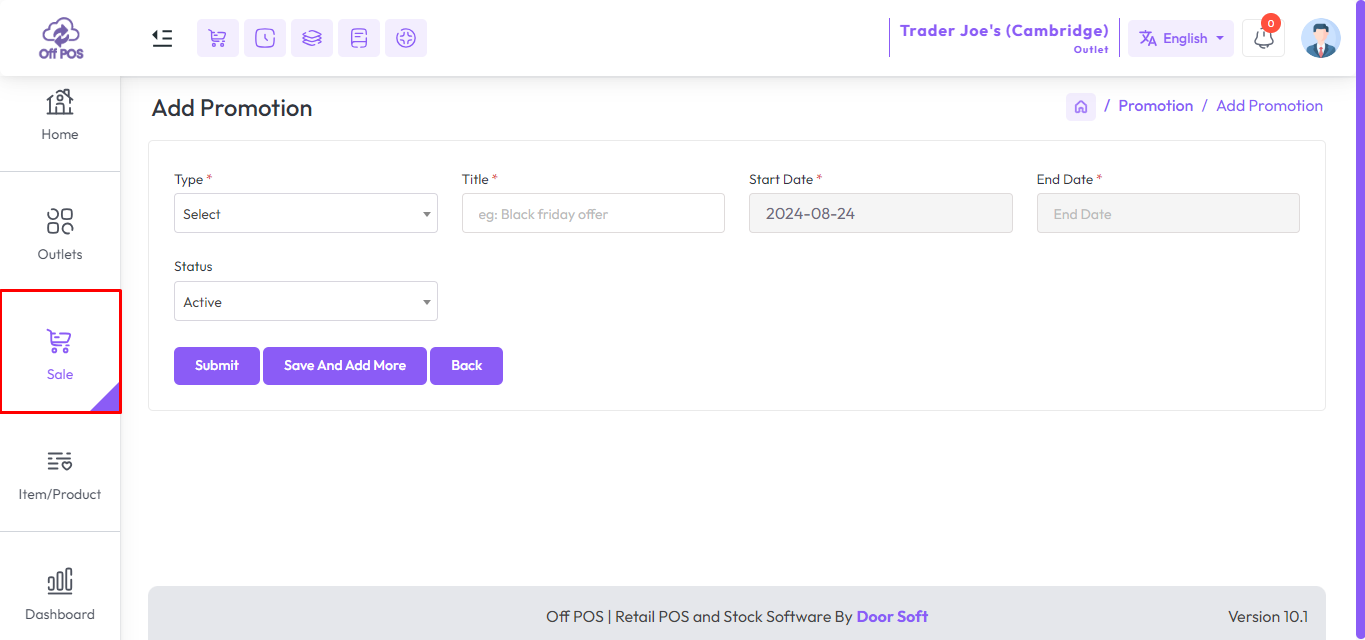 Off POS
Trader Joe's (Cambridge)
Outlet
English
0
Home
Outlets
Sale
Item/Product
Dashboard
Add Promotion
/ Promotion / Add Promotion
Type * Title * Start Date * End Date *
Select eg: Black friday offer 2024-08-24 End Date
Status
Active
Submit Save And Add More Back
Off POS | Retail POS and Stock Software By Door Soft Version 10.1